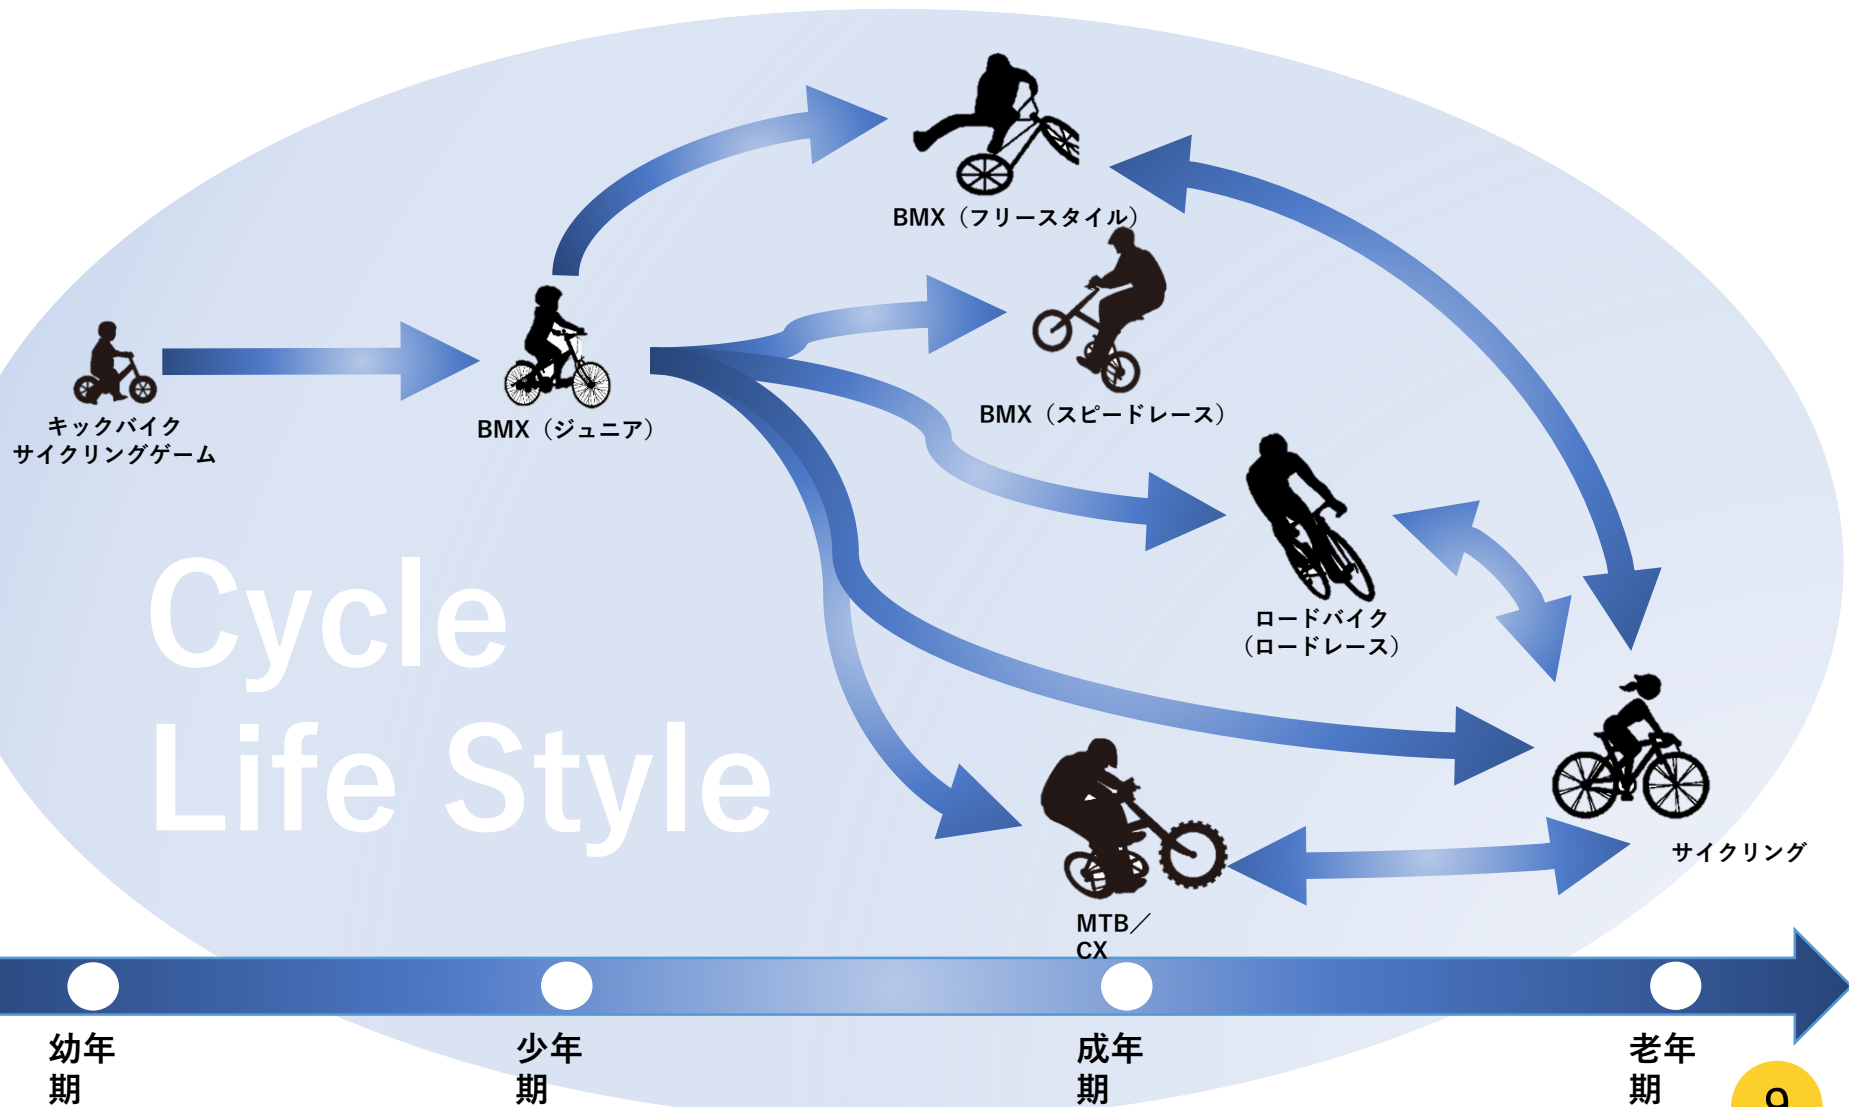 BMX（フリースタイル）
キックバイク
サイクリングゲーム
BMX（ジュニア）
BMX（スピードレース）
ロードバイク
（ロードレース）
Cycle
Life Style
サイクリング
MTB／
CX
幼年
期
少年
期
成年
期
老年
期
9